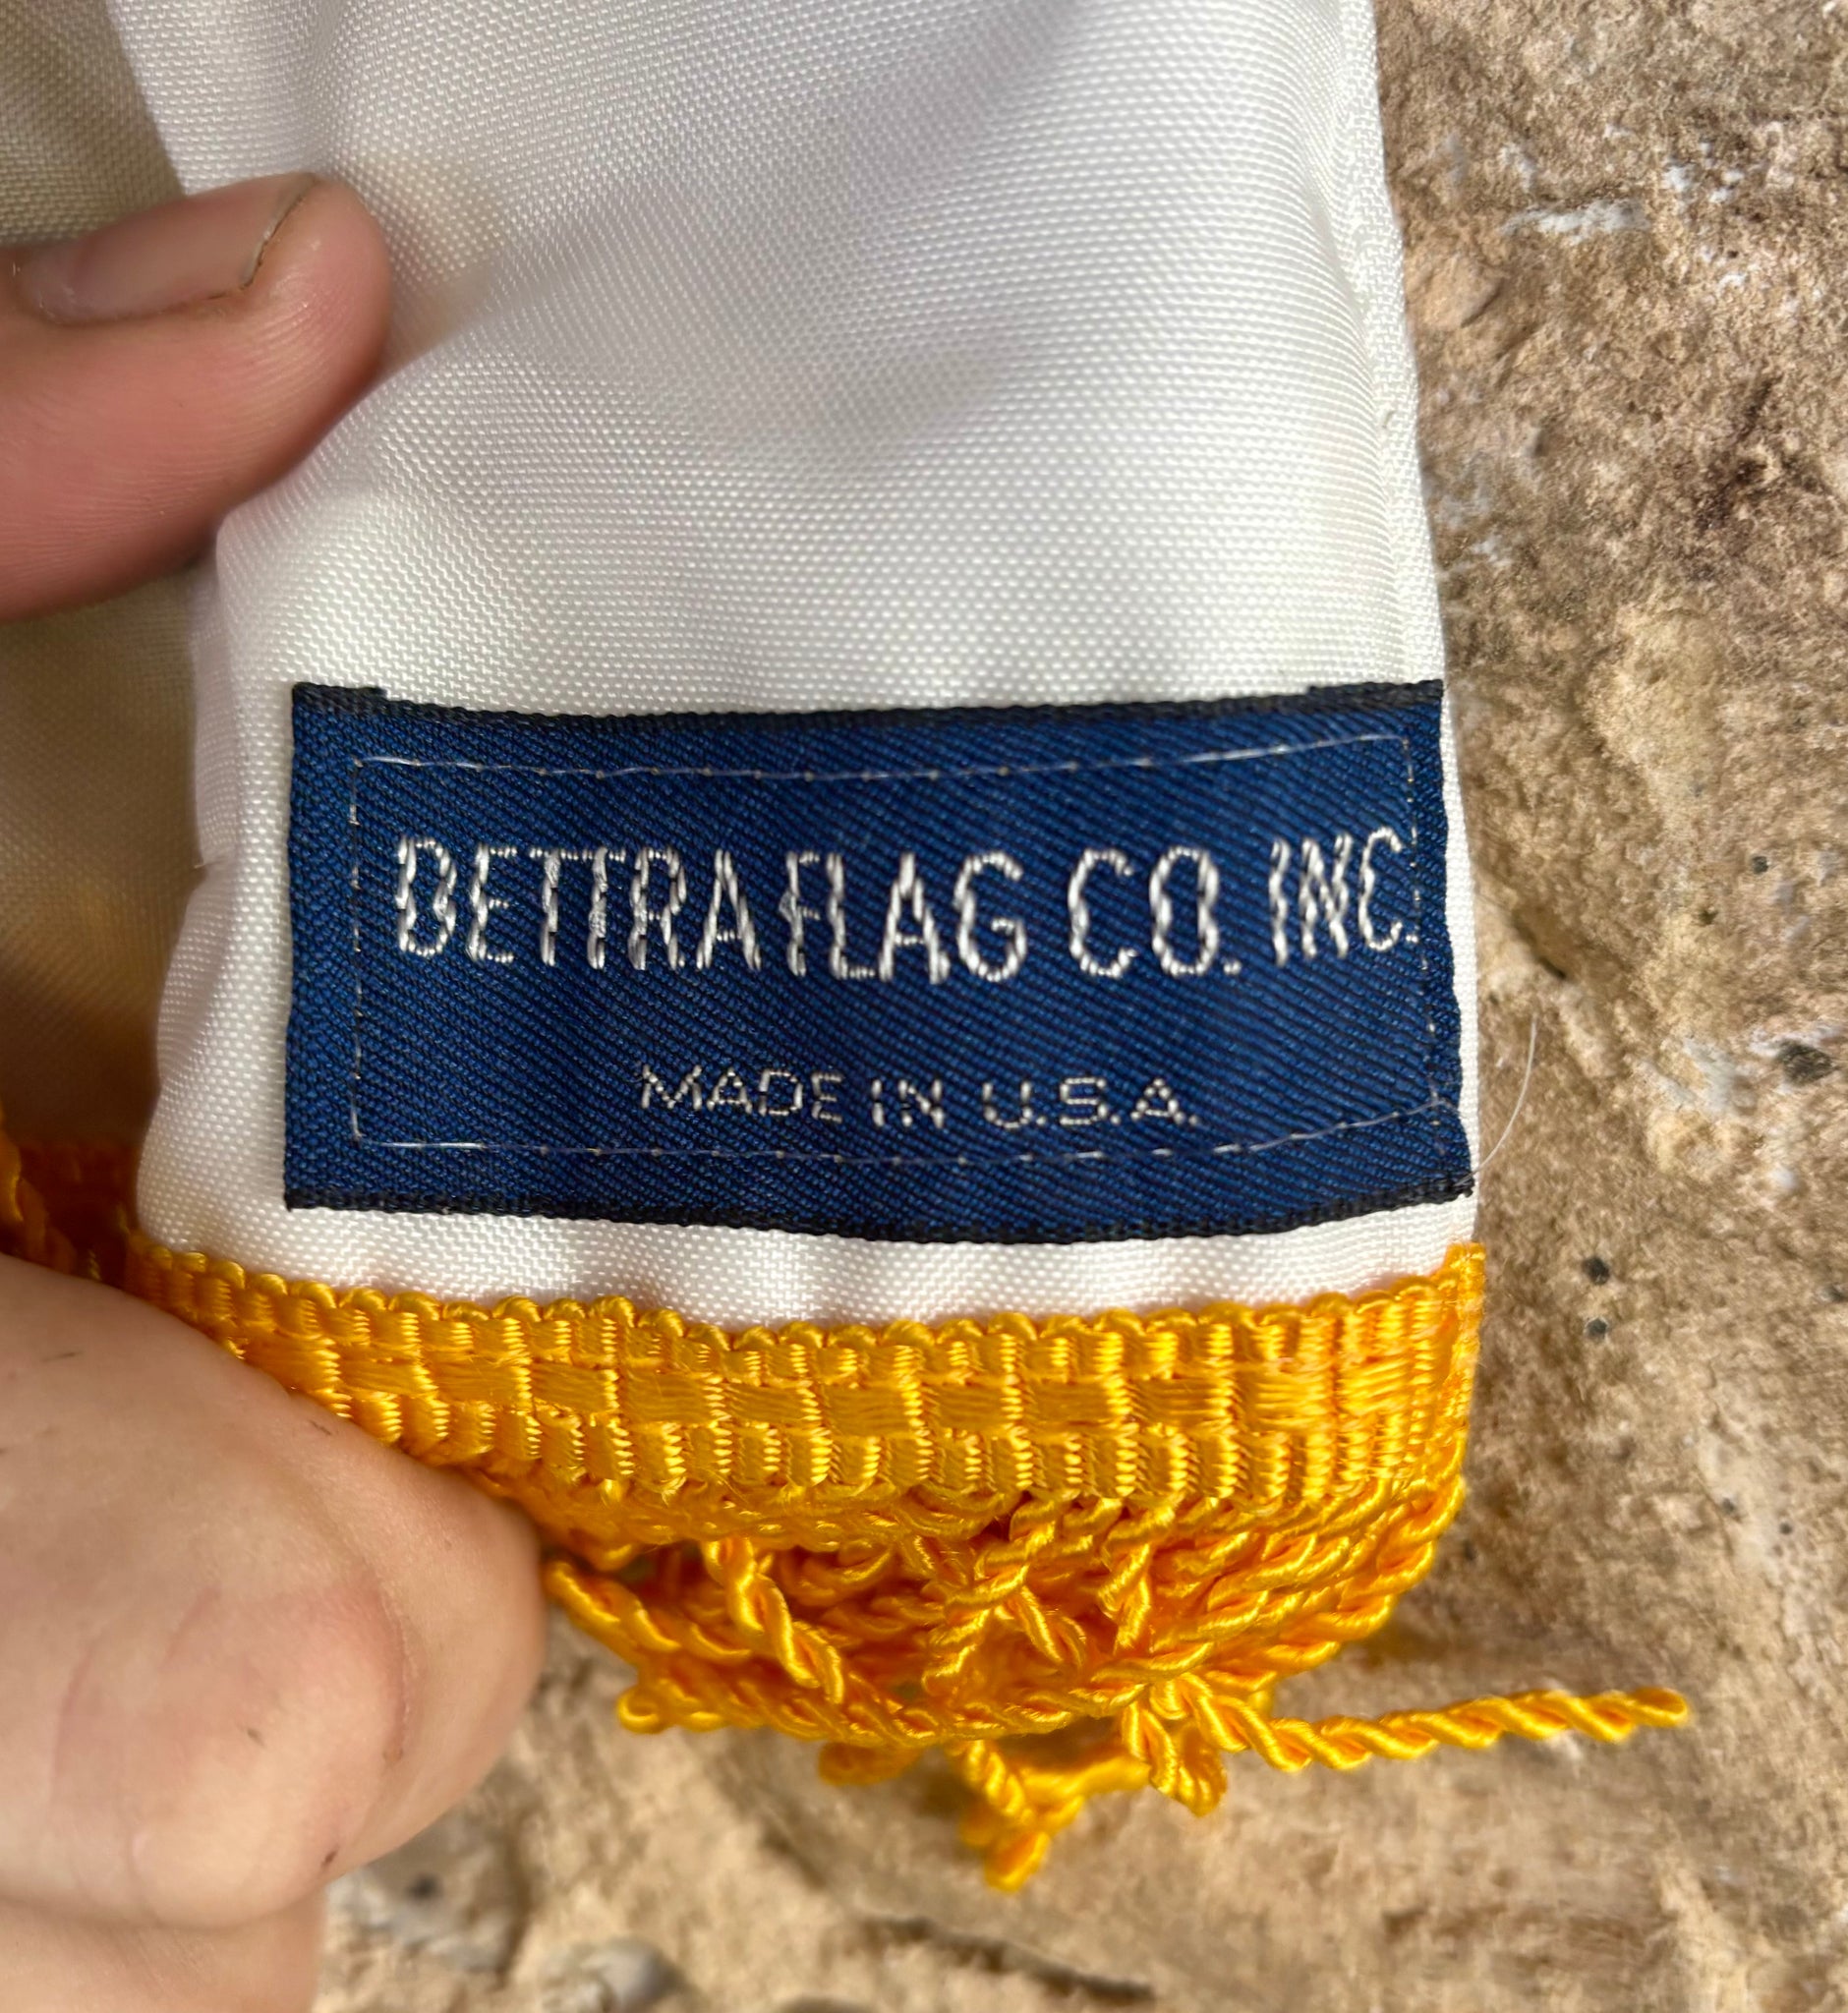 DETTRA FLAG CO. INC.
MADE IN U.S.A.